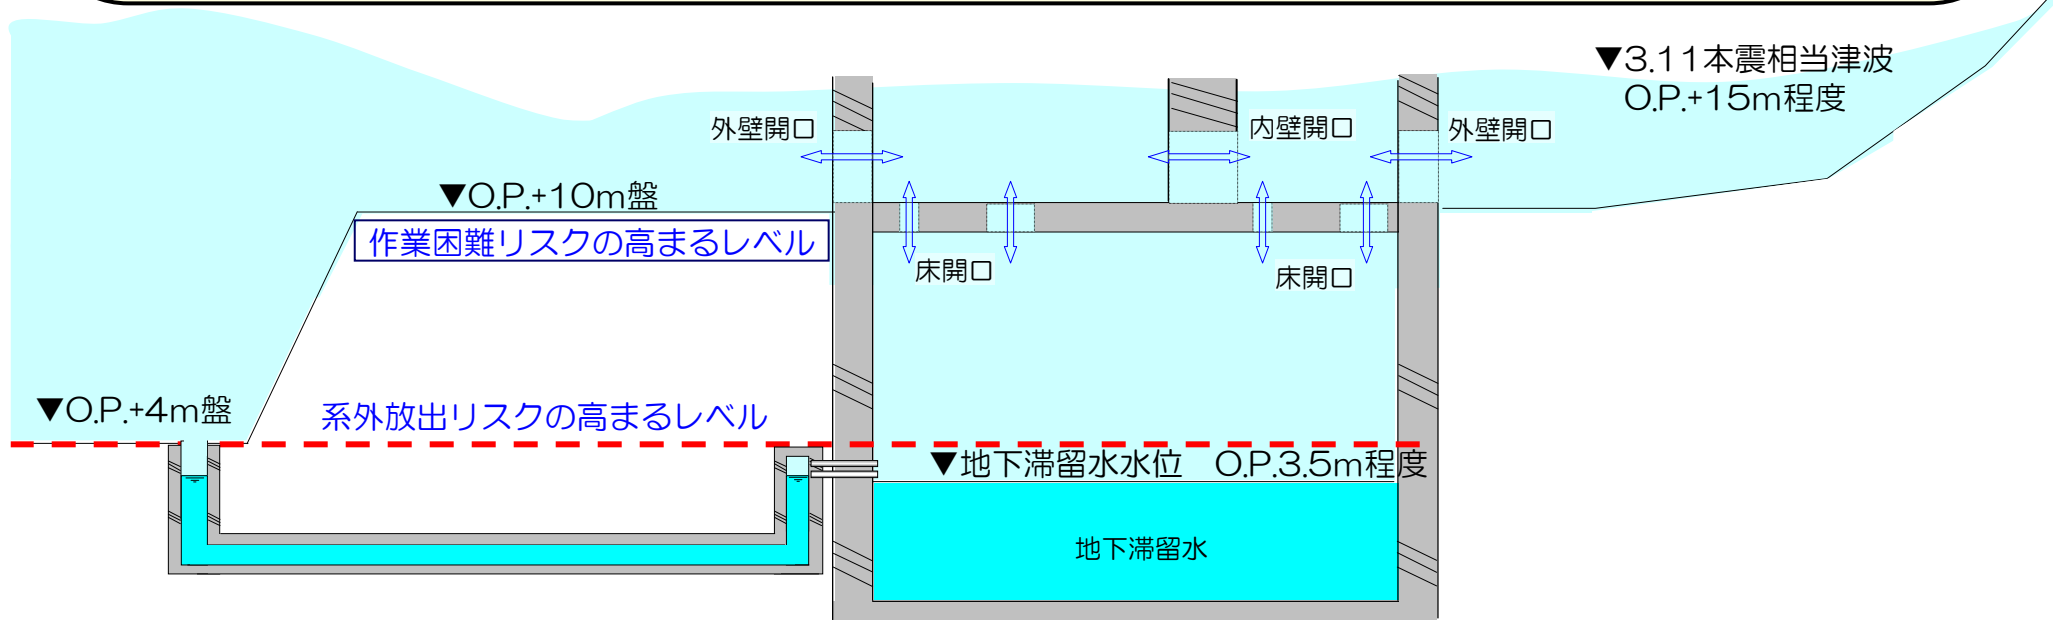 ▼3.11本震相当津波
O.P.+15m程度
外壁開口
内壁開口
外壁開口
▼O.P.+10m盤
作業困難リスクの高まるレベル
床開口
床開口
▼O.P.+4m盤
系外放出リスクの高まるレベル
▼地下滞留水水位 O.P.3.5m程度
地下滞留水